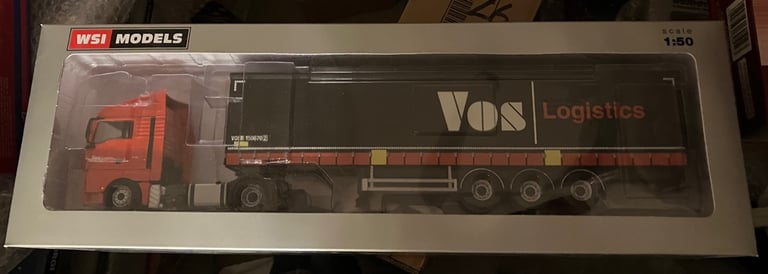 WSI MODELS
scale
1:50
Vos Logistics